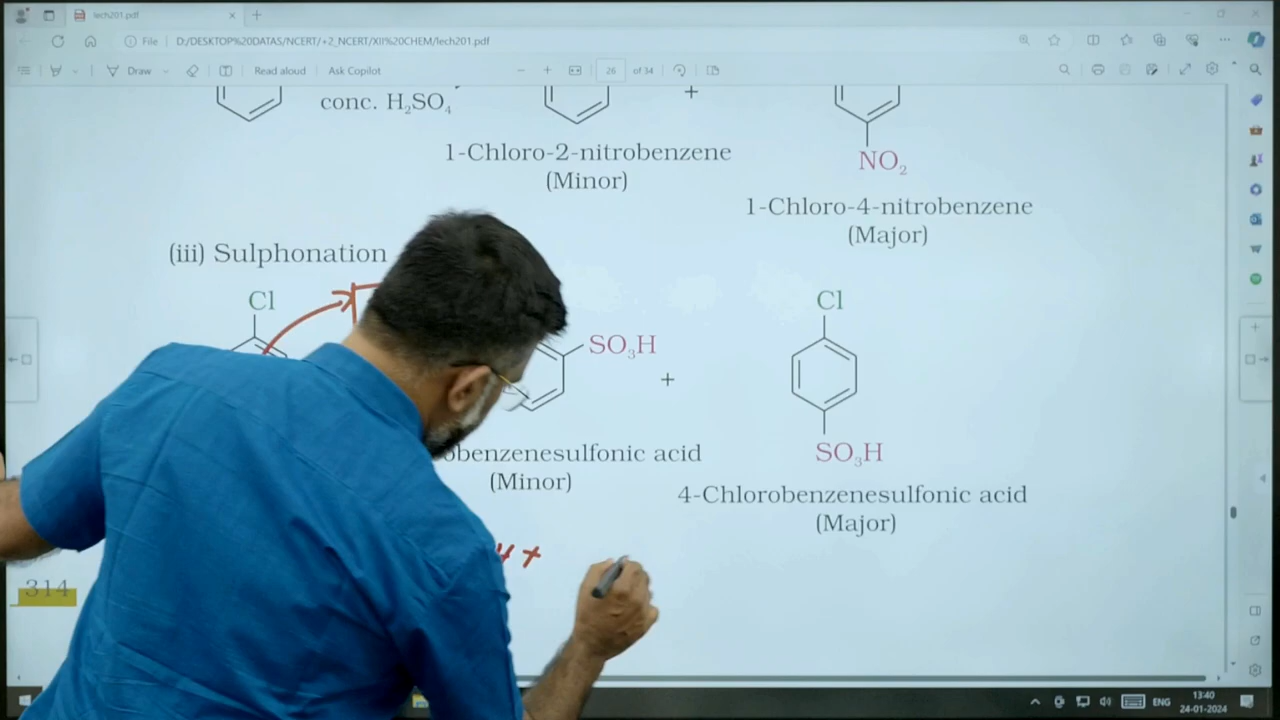 lech201.pdf
File D:/DESKTOP%20DATAS/NCERT/+2_NCERT/XII%20CHEM/lech201.pdf
Draw Read aloud Ask Copilot 26 of 34
conc. H₂SO₄ +
NO₂
1-Chloro-2-nitrobenzene
(Minor)
1-Chloro-4-nitrobenzene
(Major)
(iii) Sulphonation
Cl Cl
SO₃H +
SO₃H
obenzenesulfonic acid
(Minor)
4-Chlorobenzenesulfonic acid
(Major)
+
314
ENG 13:40
24-01-2024